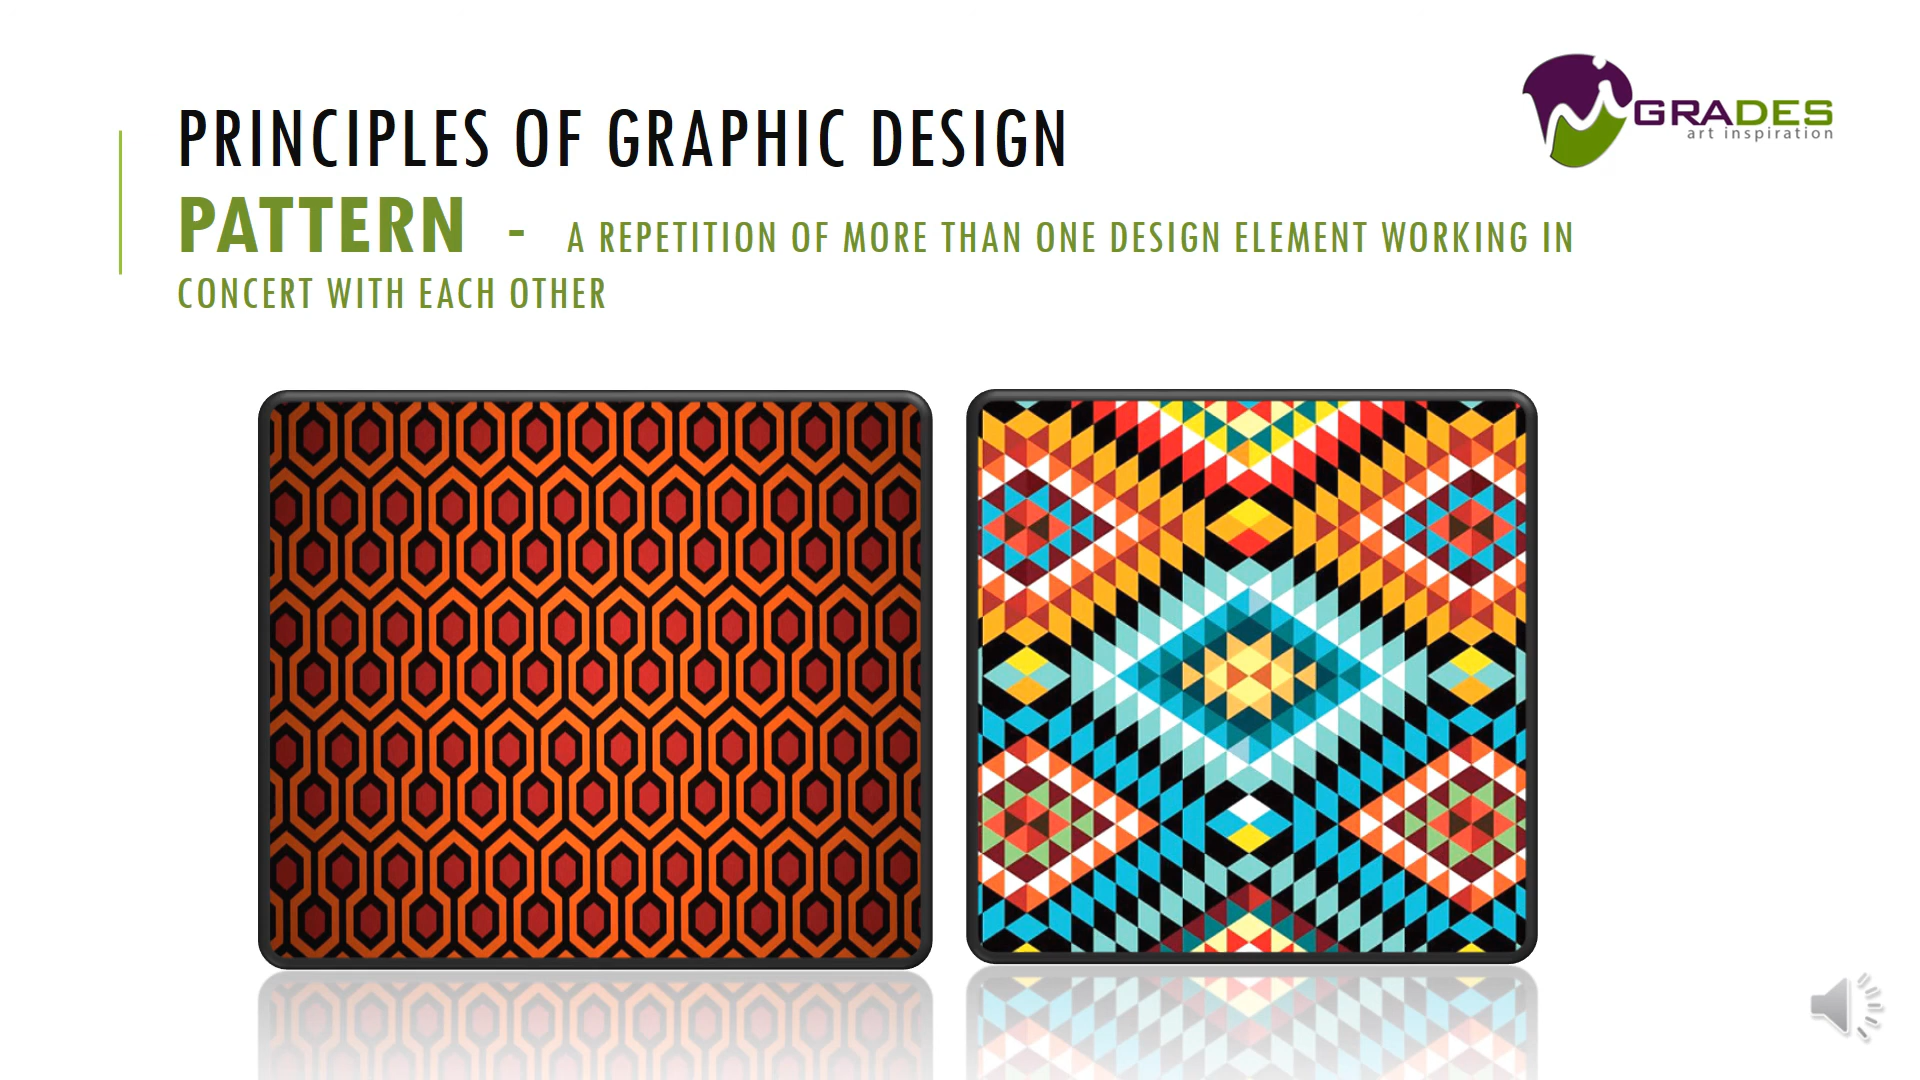 PRINCIPLES OF GRAPHIC DESIGN
PATTERN - A REPETITION OF MORE THAN ONE DESIGN ELEMENT WORKING IN
CONCERT WITH EACH OTHER
GRADES
art inspiration